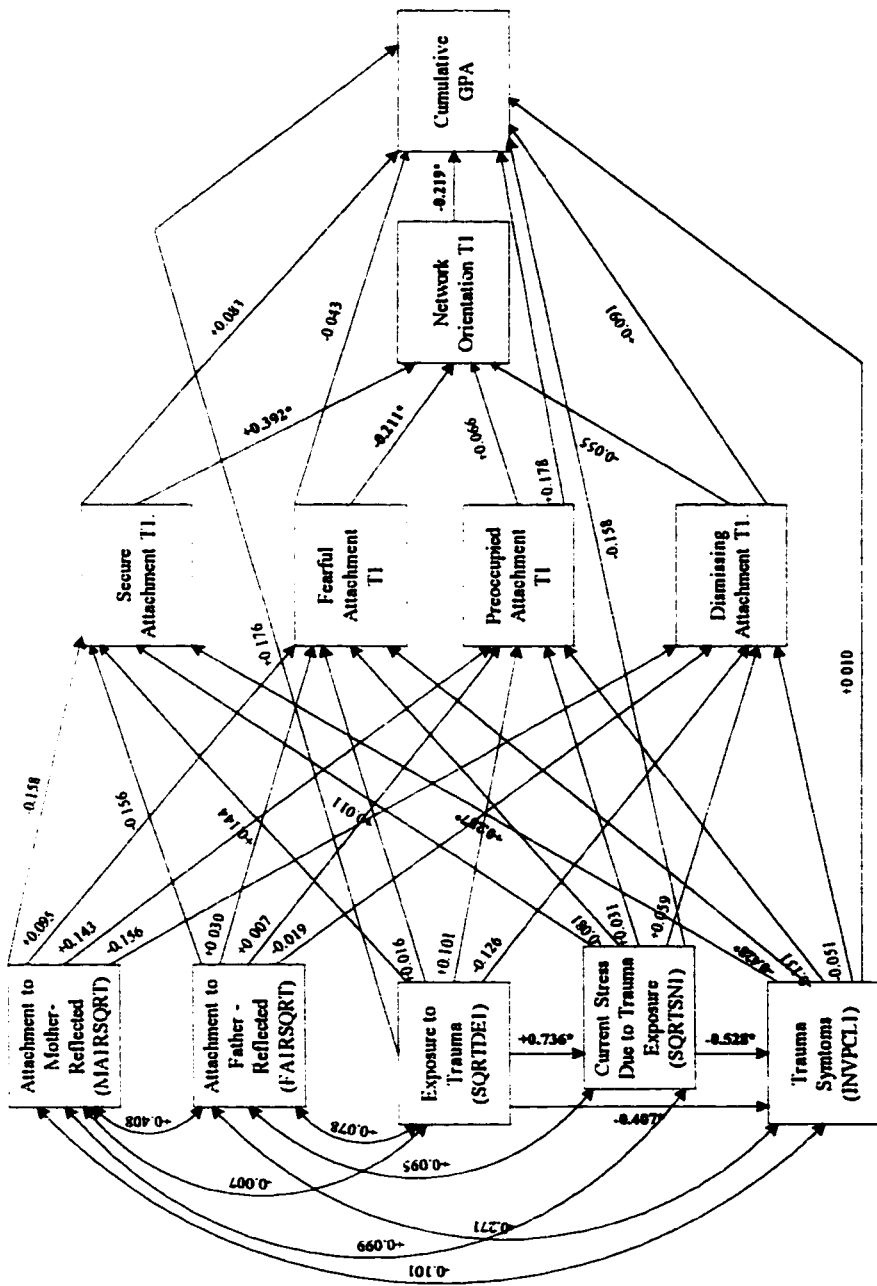 Attachment to
Mother-
Reflected
(MAIRSQRT)
Attachment to
Father -
Reflected
(FAIRSQRT)
Exposure to
Trauma
(SQRTDE1)
Current Stress
Due to Trauma
Exposure
(SQRTSN1)
Trauma
Symtoms
(INVPCL1)
Secure
Attachment T1.
Fearful
Attachment
T1
Preoccupied
Attachment
T1
Dismissing
Attachment T1.
Network
Orientation T1
Cumulative
GPA
-0.158
+0.095
+0.143
-0.156
-0.156
+0.030
+0.007
-0.019
+0.144
+0.016
+0.101
-0.126
+0.011
+0.031
+0.059
-0.051
+0.176
+0.083
-0.043
+0.392*
-0.211*
+0.066
-0.055
-0.219*
+0.178
-0.158
+0.091
+0.010
+0.736*
-0.528*
+0.408
+0.078
-0.007
+0.095
-0.271
+0.099
-0.101